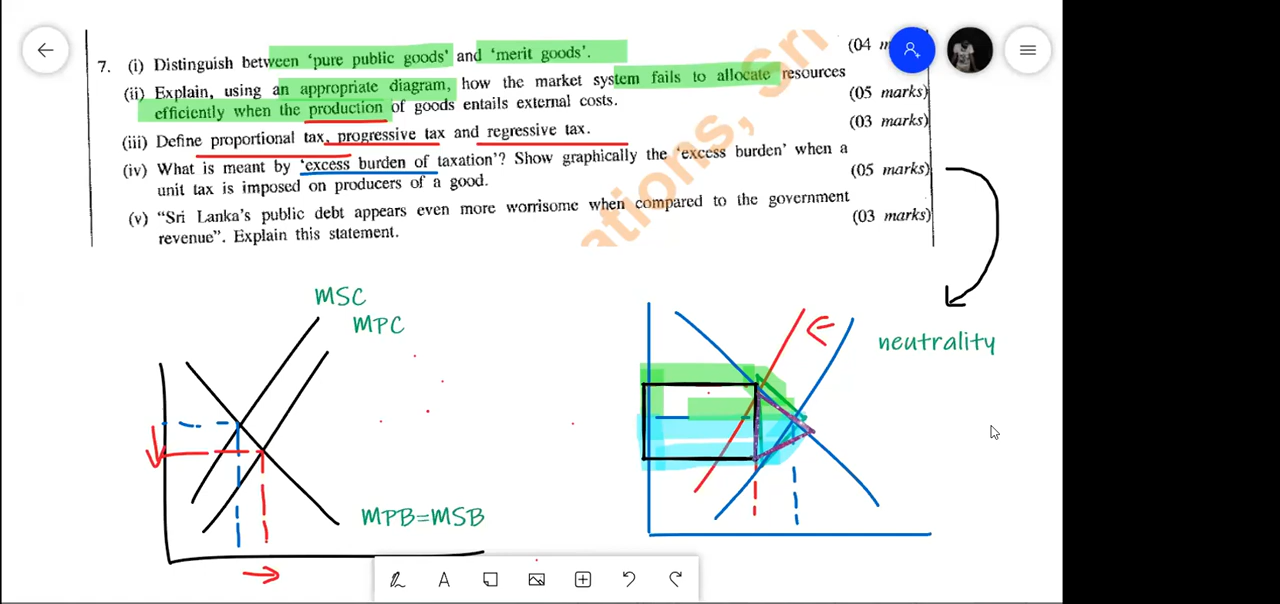 7. (i) Distinguish between ‘pure public goods’ and ‘merit goods’. (04
(ii) Explain, using an appropriate diagram, how the market system fails to allocate resources
efficiently when the production of goods entails external costs. (05 marks)
(iii) Define proportional tax, progressive tax and regressive tax. (03 marks)
(iv) What is meant by ‘excess burden of taxation’? Show graphically the ‘excess burden’ when a
unit tax is imposed on producers of a good. (05 marks)
(v) “Sri Lanka’s public debt appears even more worrisome when compared to the government
revenue”. Explain this statement. (03 marks)
MSC
MPC
MPB=MSB
neutrality
A